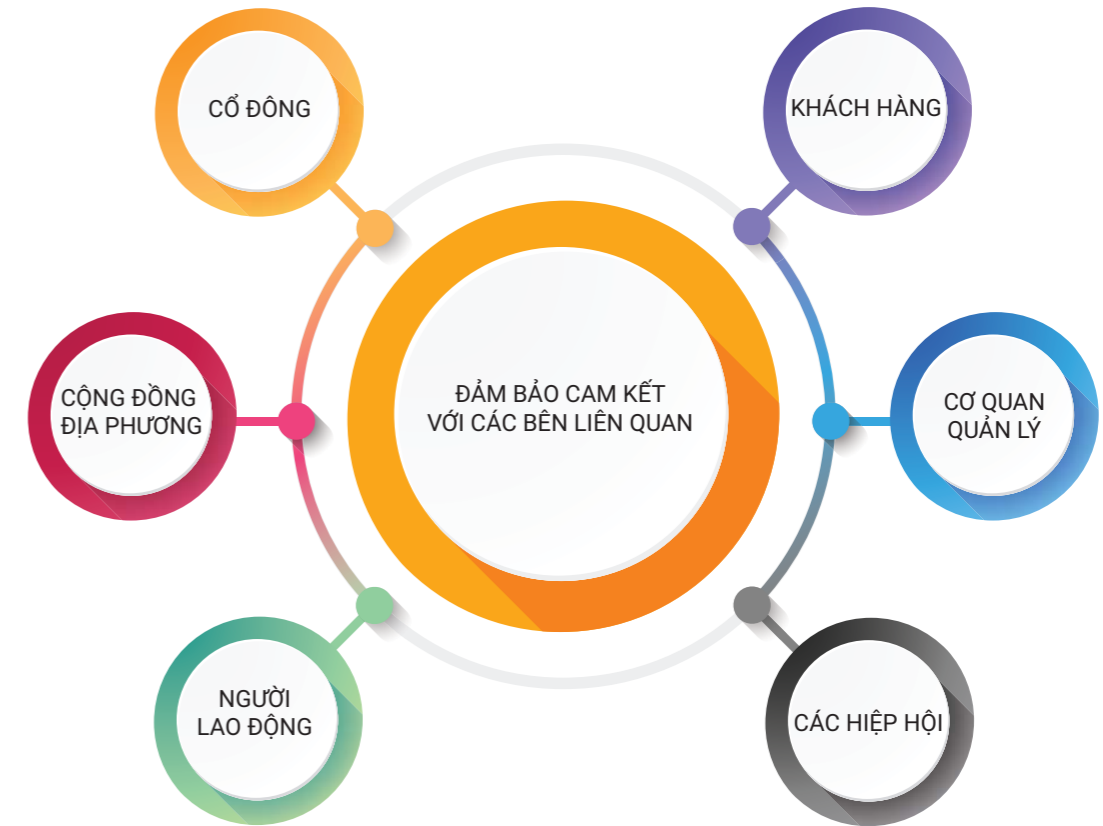 CỔ ĐÔNG
KHÁCH HÀNG
ĐẢM BẢO CAM KẾT
VỚI CÁC BÊN LIÊN QUAN
CỘNG ĐỒNG
ĐỊA PHƯƠNG
CƠ QUAN
QUẢN LÝ
NGƯỜI
LAO ĐỘNG
CÁC HIỆP HỘI